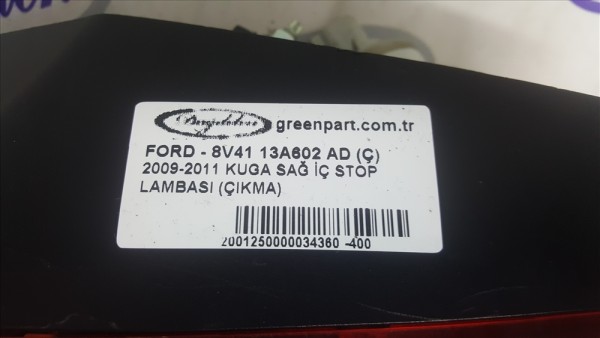 greenpart.com.tr
FORD - 8V41 13A602 AD (Ç)
2009-2011 KUGA SAĞ İÇ STOP
LAMBASI (ÇIKMA)
2001250000034360 -400